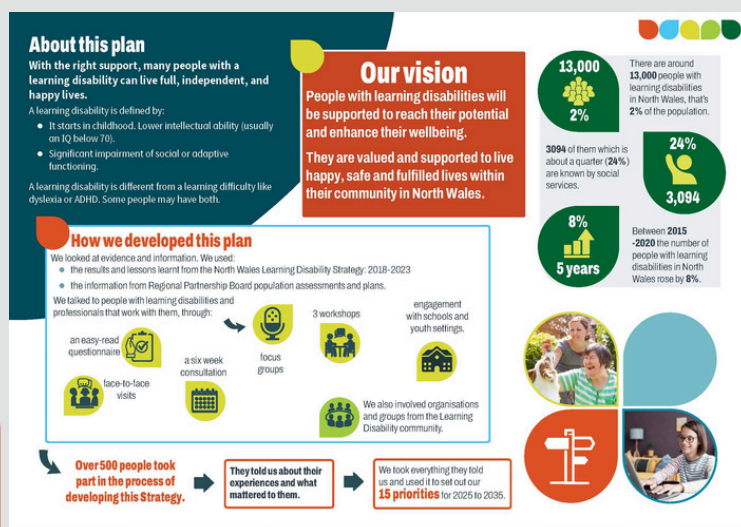 About this plan
With the right support, many people with a
learning disability can live full, independent, and
happy lives.
A learning disability is defined by:
● It starts in childhood. Lower intellectual ability (usually
an IQ below 70).
● Significant impairment of social or adaptive
functioning.
A learning disability is different from a learning difficulty like
dyslexia or ADHD. Some people may have both.
Our vision
People with learning disabilities will
be supported to reach their potential
and enhance their wellbeing.
They are valued and supported to live
happy, safe and fulfilled lives within
their community in North Wales.
13,000
2%
There are around
13,000 people with
learning disabilities
in North Wales, that's
2% of the population.
3094 of them which is
about a quarter (24%)
are known by social
services.
24%
3,094
8%
5 years
Between 2015
-2020 the number of
people with learning
disabilities in North
Wales rose by 8%.
How we developed this plan
We looked at evidence and information. We used:
● the results and lessons learnt from the North Wales Learning Disability Strategy: 2018-2023
● the information from Regional Partnership Board population assessments and plans.
We talked to people with learning disabilities and
professionals that work with them, through:
an easy-read
questionnaire
face-to-face
visits
a six week
consultation
focus
groups
3 workshops
engagement
with schools and
youth settings.
We also involved organisations
and groups from the Learning
Disability community.
Over 500 people took
part in the process of
developing this Strategy.
They told us about their
experiences and what
mattered to them.
We took everything they told
us and used it to set out our
15 priorities for 2025 to 2035.